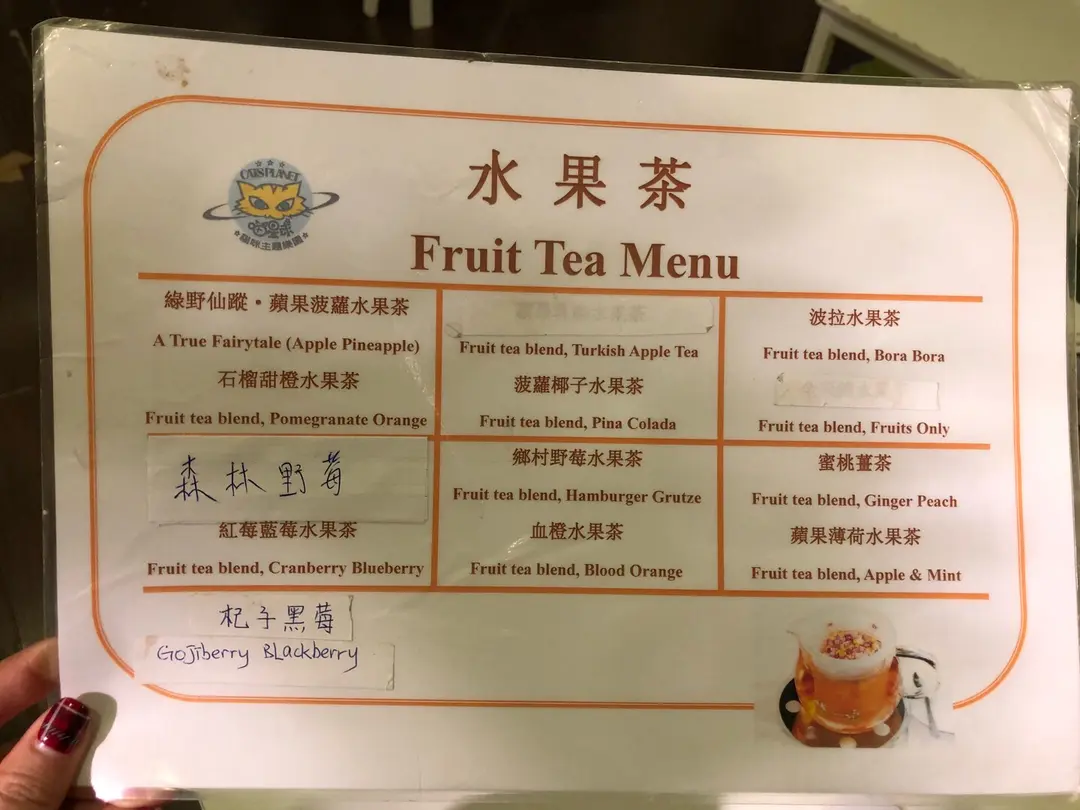 CATS PLANET
喵星球
貓咪主題樂園
水果茶
Fruit Tea Menu
綠野仙蹤・蘋果菠蘿水果茶
A True Fairytale (Apple Pineapple)
石榴甜橙水果茶
Fruit tea blend, Pomegranate Orange
Fruit tea blend, Turkish Apple Tea
菠蘿椰子水果茶
Fruit tea blend, Pina Colada
波拉水果茶
Fruit tea blend, Bora Bora
Fruit tea blend, Fruits Only
森林野莓
紅莓藍莓水果茶
Fruit tea blend, Cranberry Blueberry
鄉村野莓水果茶
Fruit tea blend, Hamburger Grutze
血橙水果茶
Fruit tea blend, Blood Orange
蜜桃薑茶
Fruit tea blend, Ginger Peach
蘋果薄荷水果茶
Fruit tea blend, Apple & Mint
杞子黑莓
Gojiberry Blackberry